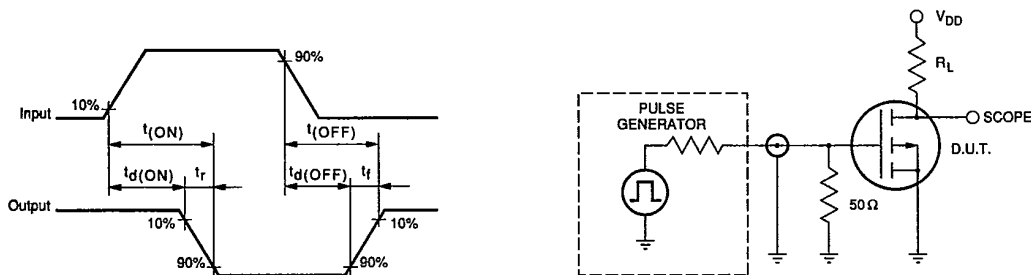 Input
10%
90%
t(ON)
t(OFF)
td(ON)
tr
td(OFF)
tf
Output
10%
90%
90%
10%
PULSE
GENERATOR
VDD
RL
SCOPE
D.U.T.
50Ω